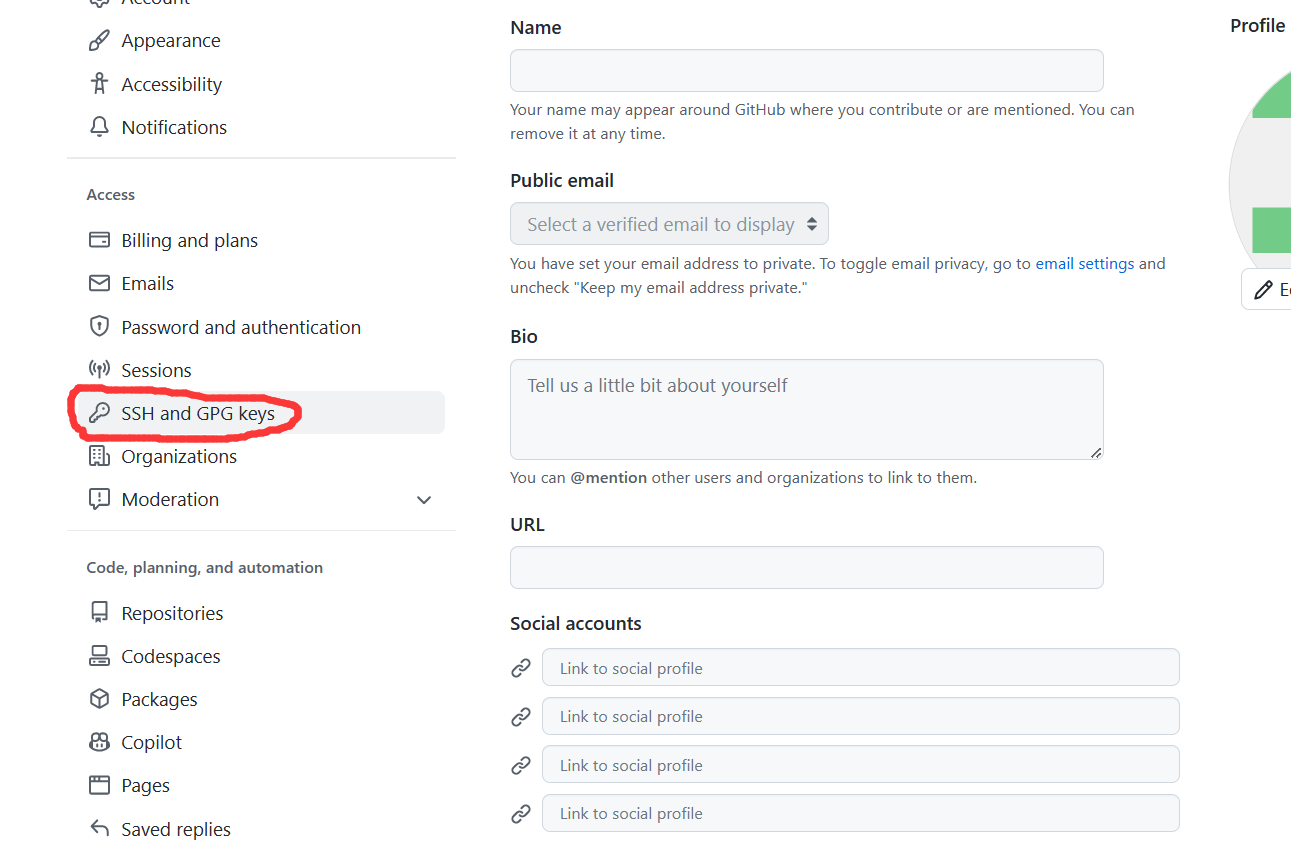 Account
Appearance
Accessibility
Notifications
Access
Billing and plans
Emails
Password and authentication
Sessions
SSH and GPG keys
Organizations
Moderation
Code, planning, and automation
Repositories
Codespaces
Packages
Copilot
Pages
Saved replies
Name
Your name may appear around GitHub where you contribute or are mentioned. You can
remove it at any time.
Public email
Select a verified email to display
You have set your email address to private. To toggle email privacy, go to email settings and
uncheck "Keep my email address private."
Bio
Tell us a little bit about yourself
You can @mention other users and organizations to link to them.
URL
Social accounts
Link to social profile
Link to social profile
Link to social profile
Link to social profile
Profile